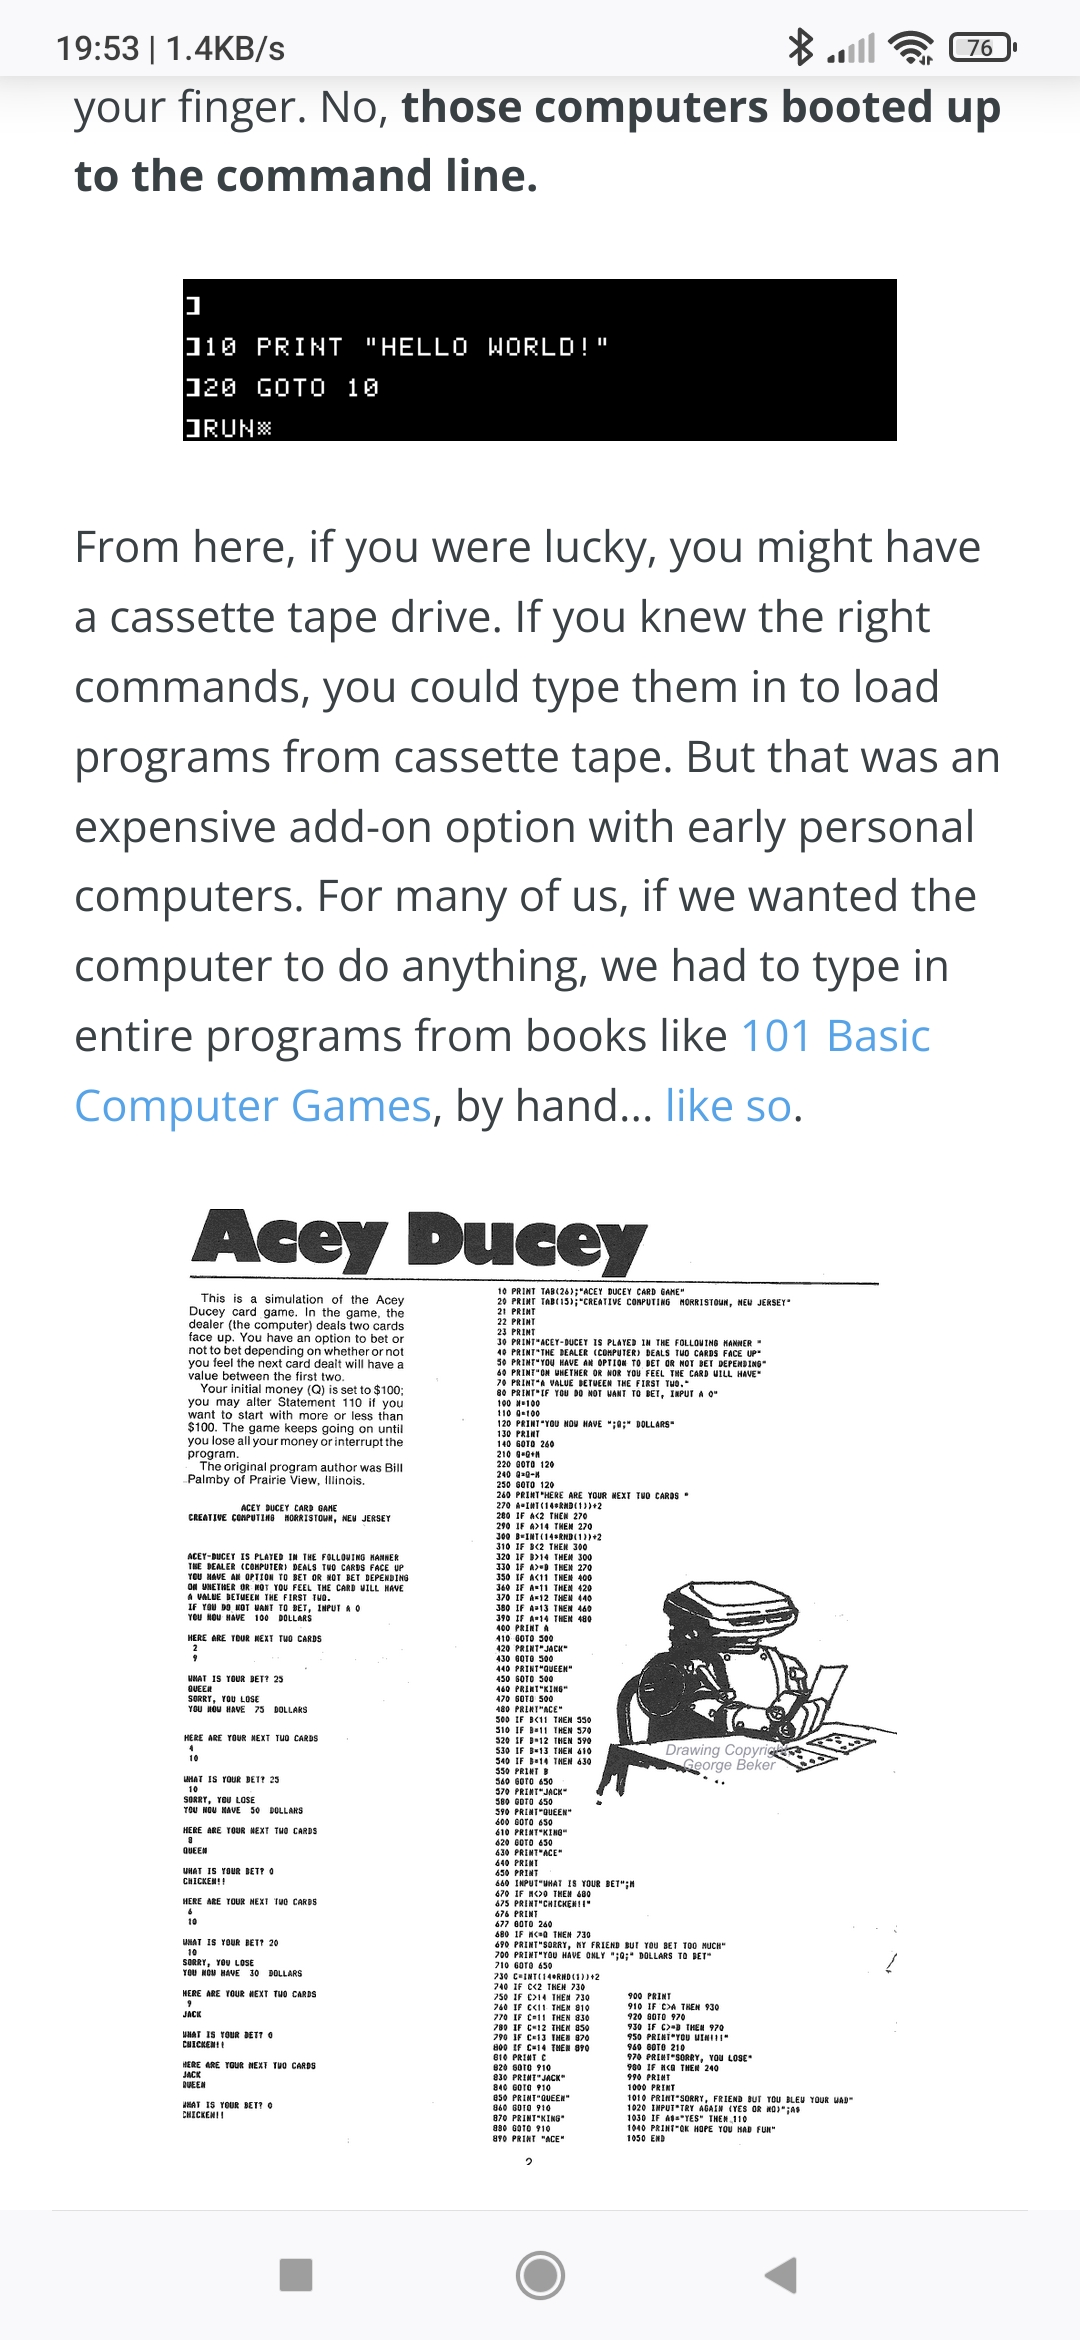 19:53 | 1.4KB/s
76
your finger. No, those computers booted up
to the command line.
]
]10 PRINT "HELLO WORLD!"
]20 GOTO 10
]RUN
From here, if you were lucky, you might have
a cassette tape drive. If you knew the right
commands, you could type them in to load
programs from cassette tape. But that was an
expensive add-on option with early personal
computers. For many of us, if we wanted the
computer to do anything, we had to type in
entire programs from books like 101 Basic
Computer Games, by hand... like so.
Acey Ducey
This is a simulation of the Acey
Ducey card game. In the game, the
dealer (the computer) deals two cards
face up. You have an option to bet or
not to bet depending on whether or not
you feel the next card dealt will have a
value between the first two.
Your initial money (Q) is set to $100;
you may alter Statement 110 if you
want to start with more or less than
$100. The game keeps going on until
you lose all your money or interrupt the
program.
The original program author was Bill
Palmby of Prairie View, Illinois.
ACEY DUCEY CARD GAME
CREATIVE COMPUTING MORRISTOWN, NEW JERSEY
ACEY-DUCEY IS PLAYED IN THE FOLLOWING MANNER
THE DEALER (COMPUTER) DEALS TWO CARDS FACE UP
YOU HAVE AN OPTION TO BET OR NOT BET DEPENDING
ON WHETHER OR NOT YOU FEEL THE CARD WILL HAVE
A VALUE BETWEEN THE FIRST TWO.
IF YOU DO NOT WANT TO BET, INPUT A 0
YOU NOW HAVE 100 DOLLARS
HERE ARE YOUR NEXT TWO CARDS
2
9
WHAT IS YOUR BET? 25
QUEEN
SORRY, YOU LOSE
YOU NOW HAVE 75 DOLLARS
HERE ARE YOUR NEXT TWO CARDS
4
10
WHAT IS YOUR BET? 25
10
SORRY, YOU LOSE
YOU NOW HAVE 50 DOLLARS
HERE ARE YOUR NEXT TWO CARDS
8
QUEEN
WHAT IS YOUR BET? 0
CHICKEN!!
HERE ARE YOUR NEXT TWO CARDS
6
10
WHAT IS YOUR BET? 20
10
SORRY, YOU LOSE
YOU NOW HAVE 30 DOLLARS
HERE ARE YOUR NEXT TWO CARDS
9
JACK
WHAT IS YOUR BET? 0
CHICKEN!!
HERE ARE YOUR NEXT TWO CARDS
JACK
QUEEN
WHAT IS YOUR BET? 0
CHICKEN!!
10 PRINT TAB(26);"ACEY DUCEY CARD GAME"
20 PRINT TAB(15);"CREATIVE COMPUTING MORRISTOWN, NEW JERSEY"
21 PRINT
22 PRINT
23 PRINT
30 PRINT"ACEY-DUCEY IS PLAYED IN THE FOLLOWING MANNER "
40 PRINT"THE DEALER (COMPUTER) DEALS TWO CARDS FACE UP"
50 PRINT"YOU HAVE AN OPTION TO BET OR NOT BET DEPENDING"
60 PRINT"ON WHETHER OR NOR YOU FEEL THE CARD WILL HAVE"
70 PRINT"A VALUE BETWEEN THE FIRST TWO."
80 PRINT"IF YOU DO NOT WANT TO BET, INPUT A 0"
100 N=100
110 Q=100
120 PRINT"YOU NOW HAVE ";Q;" DOLLARS"
130 PRINT
140 GOTO 260
210 Q=Q+M
220 GOTO 120
240 Q=Q-M
250 GOTO 120
260 PRINT"HERE ARE YOUR NEXT TWO CARDS "
270 A=INT(14*RND(1))+2
280 IF A<2 THEN 270
290 IF A>14 THEN 270
300 B=INT(14*RND(1))+2
310 IF B<2 THEN 300
320 IF B>14 THEN 300
330 IF A>=B THEN 270
350 IF A<11 THEN 400
360 IF A=11 THEN 420
370 IF A=12 THEN 440
380 IF A=13 THEN 460
390 IF A=14 THEN 480
400 PRINT A
410 GOTO 500
420 PRINT"JACK"
430 GOTO 500
440 PRINT"QUEEN"
450 GOTO 500
460 PRINT"KING"
470 GOTO 500
480 PRINT"ACE"
500 IF B<11 THEN 550
510 IF B=11 THEN 570
520 IF B=12 THEN 590
530 IF B=13 THEN 610
540 IF B=14 THEN 630
550 PRINT B
560 GOTO 650
570 PRINT"JACK"
580 GOTO 650
590 PRINT"QUEEN"
600 GOTO 650
610 PRINT"KING"
620 GOTO 650
630 PRINT"ACE"
640 PRINT
650 PRINT
660 INPUT"WHAT IS YOUR BET";M
670 IF M<>0 THEN 680
675 PRINT"CHICKEN!!"
676 PRINT
677 GOTO 260
680 IF M<=Q THEN 730
690 PRINT"SORRY, MY FRIEND BUT YOU BET TOO MUCH"
700 PRINT"YOU HAVE ONLY ";Q;" DOLLARS TO BET"
710 GOTO 650
730 C=INT(14*RND(1))+2
740 IF C<2 THEN 730
750 IF C>14 THEN 730
760 IF C<11 THEN 810
770 IF C=11 THEN 830
780 IF C=12 THEN 850
790 IF C=13 THEN 870
800 IF C=14 THEN 890
810 PRINT C
820 GOTO 910
830 PRINT"JACK"
840 GOTO 910
850 PRINT"QUEEN"
860 GOTO 910
870 PRINT"KING"
880 GOTO 910
890 PRINT "ACE"
900 PRINT
910 IF C>A THEN 930
920 GOTO 970
930 IF C>=B THEN 970
950 PRINT"YOU WIN!!!"
960 GOTO 210
970 PRINT"SORRY, YOU LOSE"
980 IF M<Q THEN 240
990 PRINT
1000 PRINT
1010 PRINT"SORRY, FRIEND BUT YOU BLEW YOUR WAD"
1020 INPUT"TRY AGAIN (YES OR NO)";A$
1030 IF A$="YES" THEN 110
1040 PRINT"OK HOPE YOU HAD FUN"
1050 END
Drawing Copyright
George Beker
2